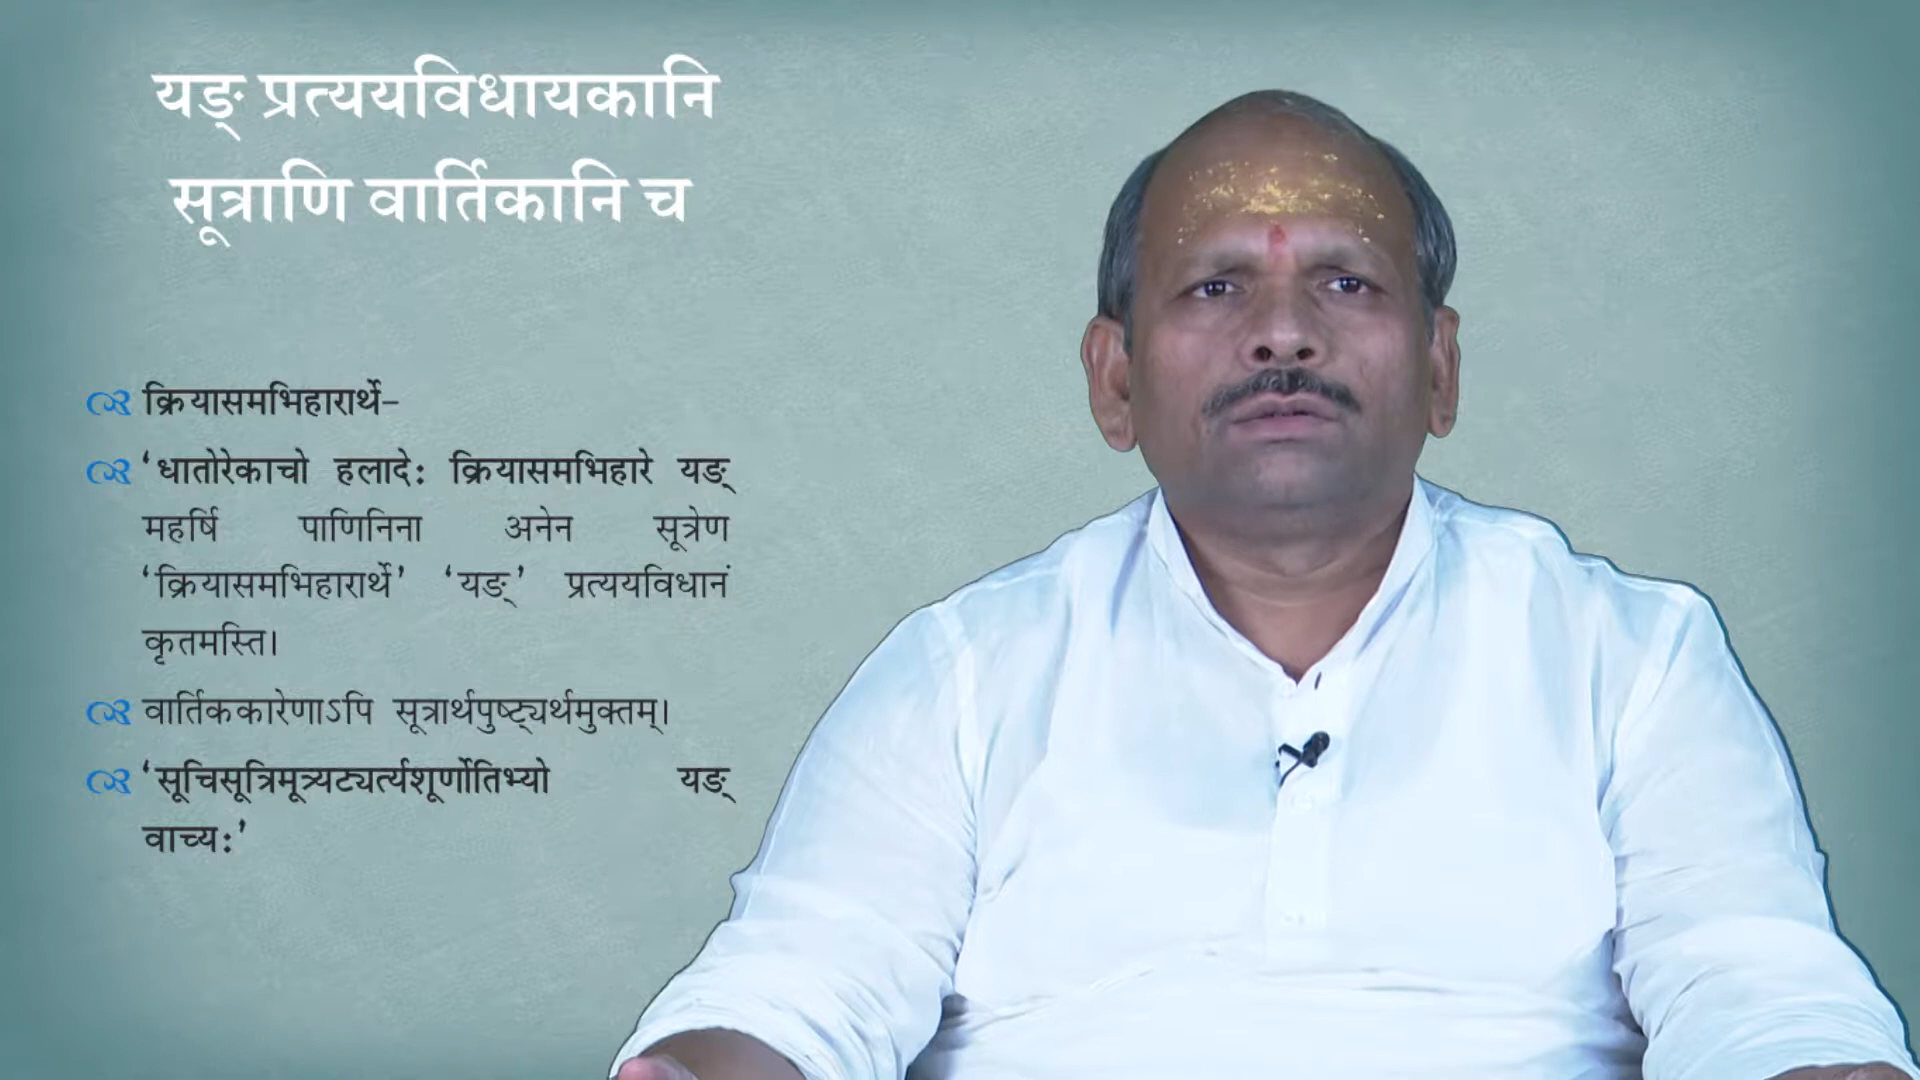 यङ् प्रत्ययविधायकानि
सूत्राणि वार्तिकानि च
क्रियासमभिहारार्थे–
‘धातोरेकाचो हलादेः क्रियासमभिहारे यङ्
महर्षि पाणिनिना अनेन सूत्रेण
‘क्रियासमभिहारार्थे’ ‘यङ्’ प्रत्ययविधानं
कृतमस्ति।
वार्तिककारेणाऽपि सूत्रार्थपुष्ट्यर्थमुक्तम्।
‘सूचिसूत्रिमूत्र्यट्यर्त्यशूर्णोतिभ्यो यङ्
वाच्यः’